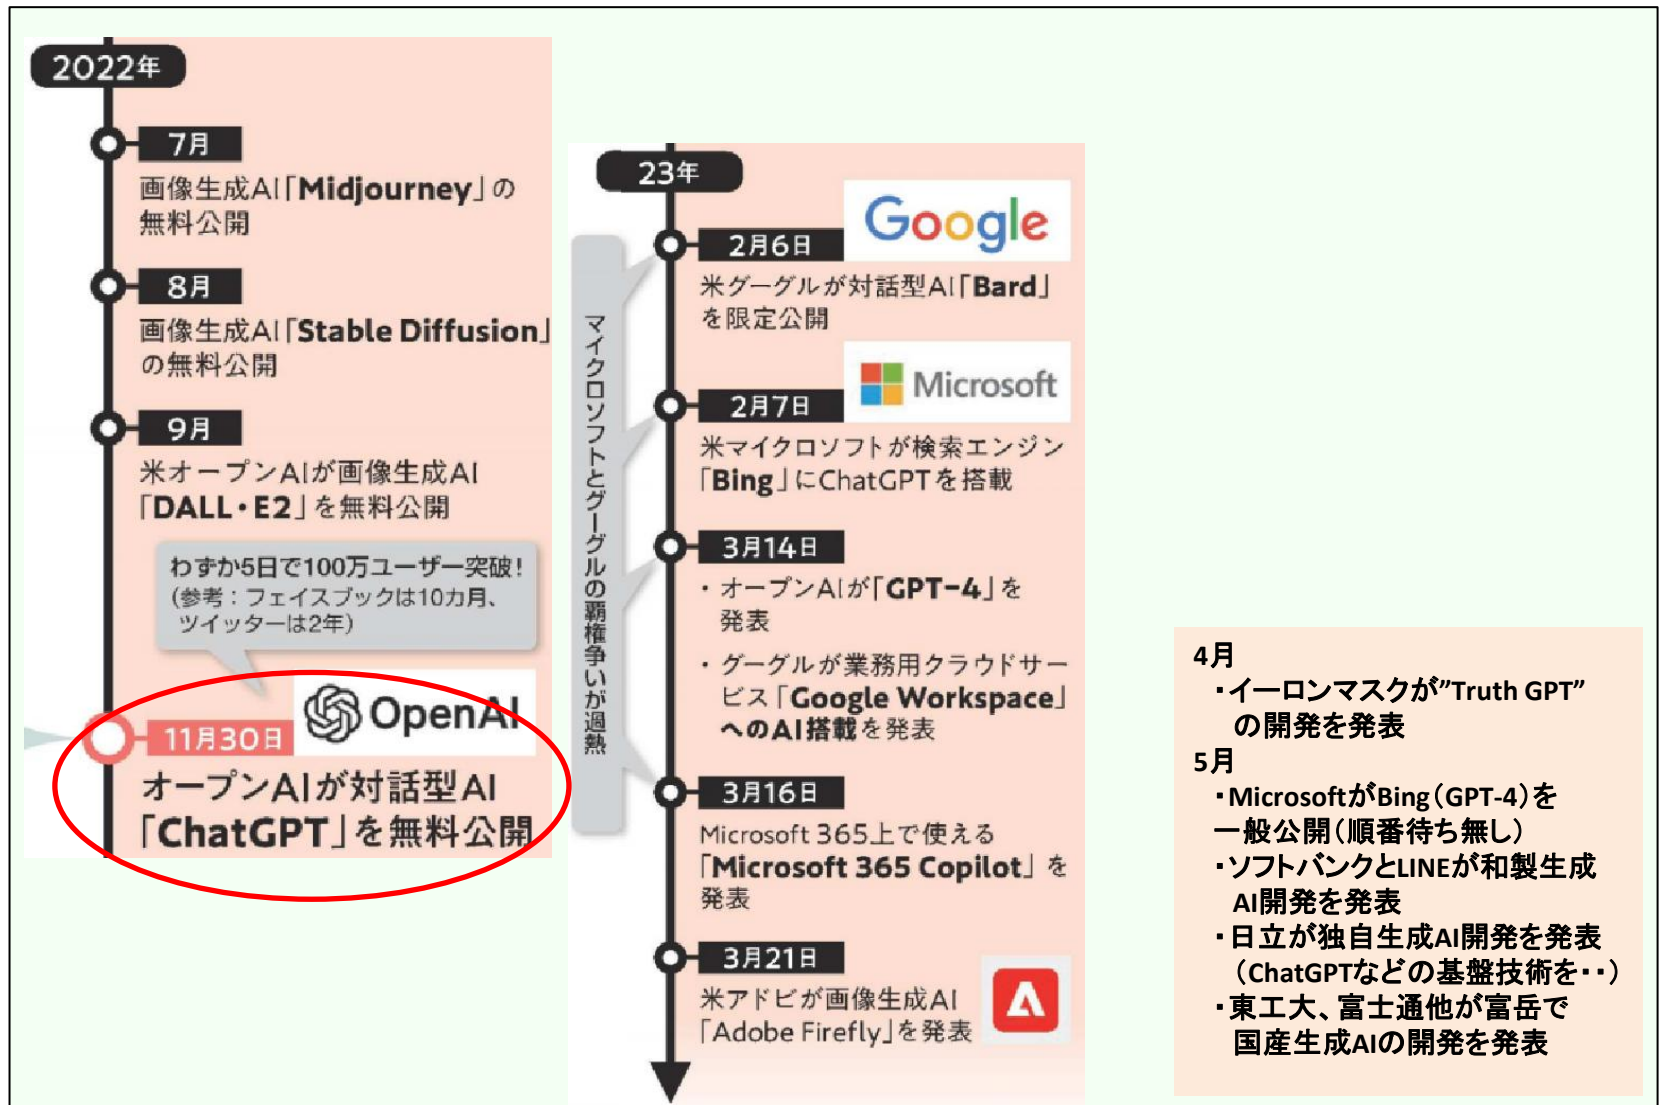 2022年
7月
画像生成AI「Midjourney」の
無料公開
8月
画像生成AI「Stable Diffusion」
の無料公開
9月
米オープンAIが画像生成AI
「DALL・E2」を無料公開
わずか5日で100万ユーザー突破!
(参考：フェイスブックは10カ月、
ツイッターは2年)
OpenAI
11月30日
オープンAIが対話型AI
「ChatGPT」を無料公開
23年
マイクロソフトとグーグルの覇権争いが過熱
Google
2月6日
米グーグルが対話型AI「Bard」
を限定公開
Microsoft
2月7日
米マイクロソフトが検索エンジン
「Bing」にChatGPTを搭載
3月14日
・オープンAIが「GPT-4」を
発表
・グーグルが業務用クラウドサー
ビス「Google Workspace」
へのAI搭載を発表
3月16日
Microsoft 365上で使える
「Microsoft 365 Copilot」を
発表
3月21日
米アドビが画像生成AI
「Adobe Firefly」を発表
4月
・イーロンマスクが”Truth GPT”
の開発を発表
5月
・MicrosoftがBing（GPT-4）を
一般公開（順番待ち無し）
・ソフトバンクとLINEが和製生成
AI開発を発表
・日立が独自生成AI開発を発表
（ChatGPTなどの基盤技術を・・）
・東工大、富士通他が富岳で
国産生成AIの開発を発表